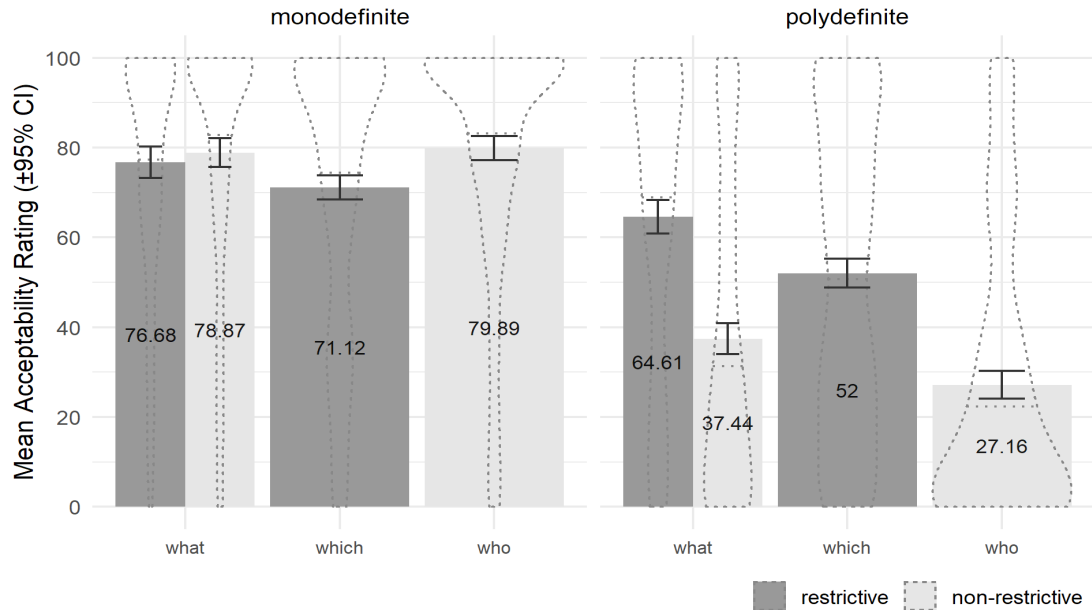 monodefinite polydefinite
Mean Acceptability Rating (±95% CI)
100
80
60
40
20
0
76.68 78.87 71.12 79.89
64.61 37.44 52 27.16
what which who what which who
restrictive non-restrictive